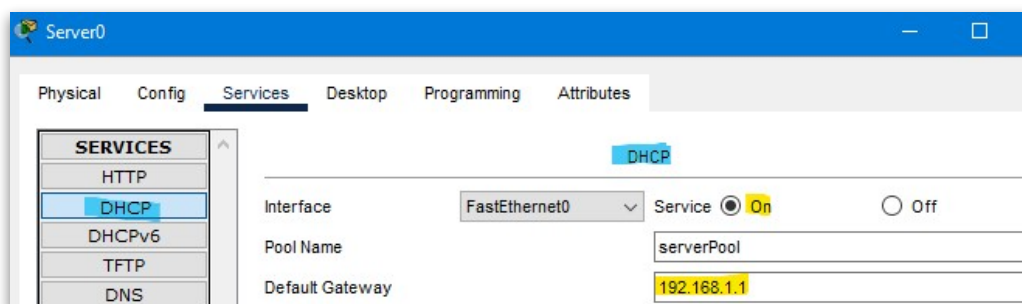 Server0
Physical Config Services Desktop Programming Attributes
SERVICES
HTTP
DHCP
DHCPv6
TFTP
DNS
DHCP
Interface FastEthernet0 Service On Off
Pool Name serverPool
Default Gateway 192.168.1.1